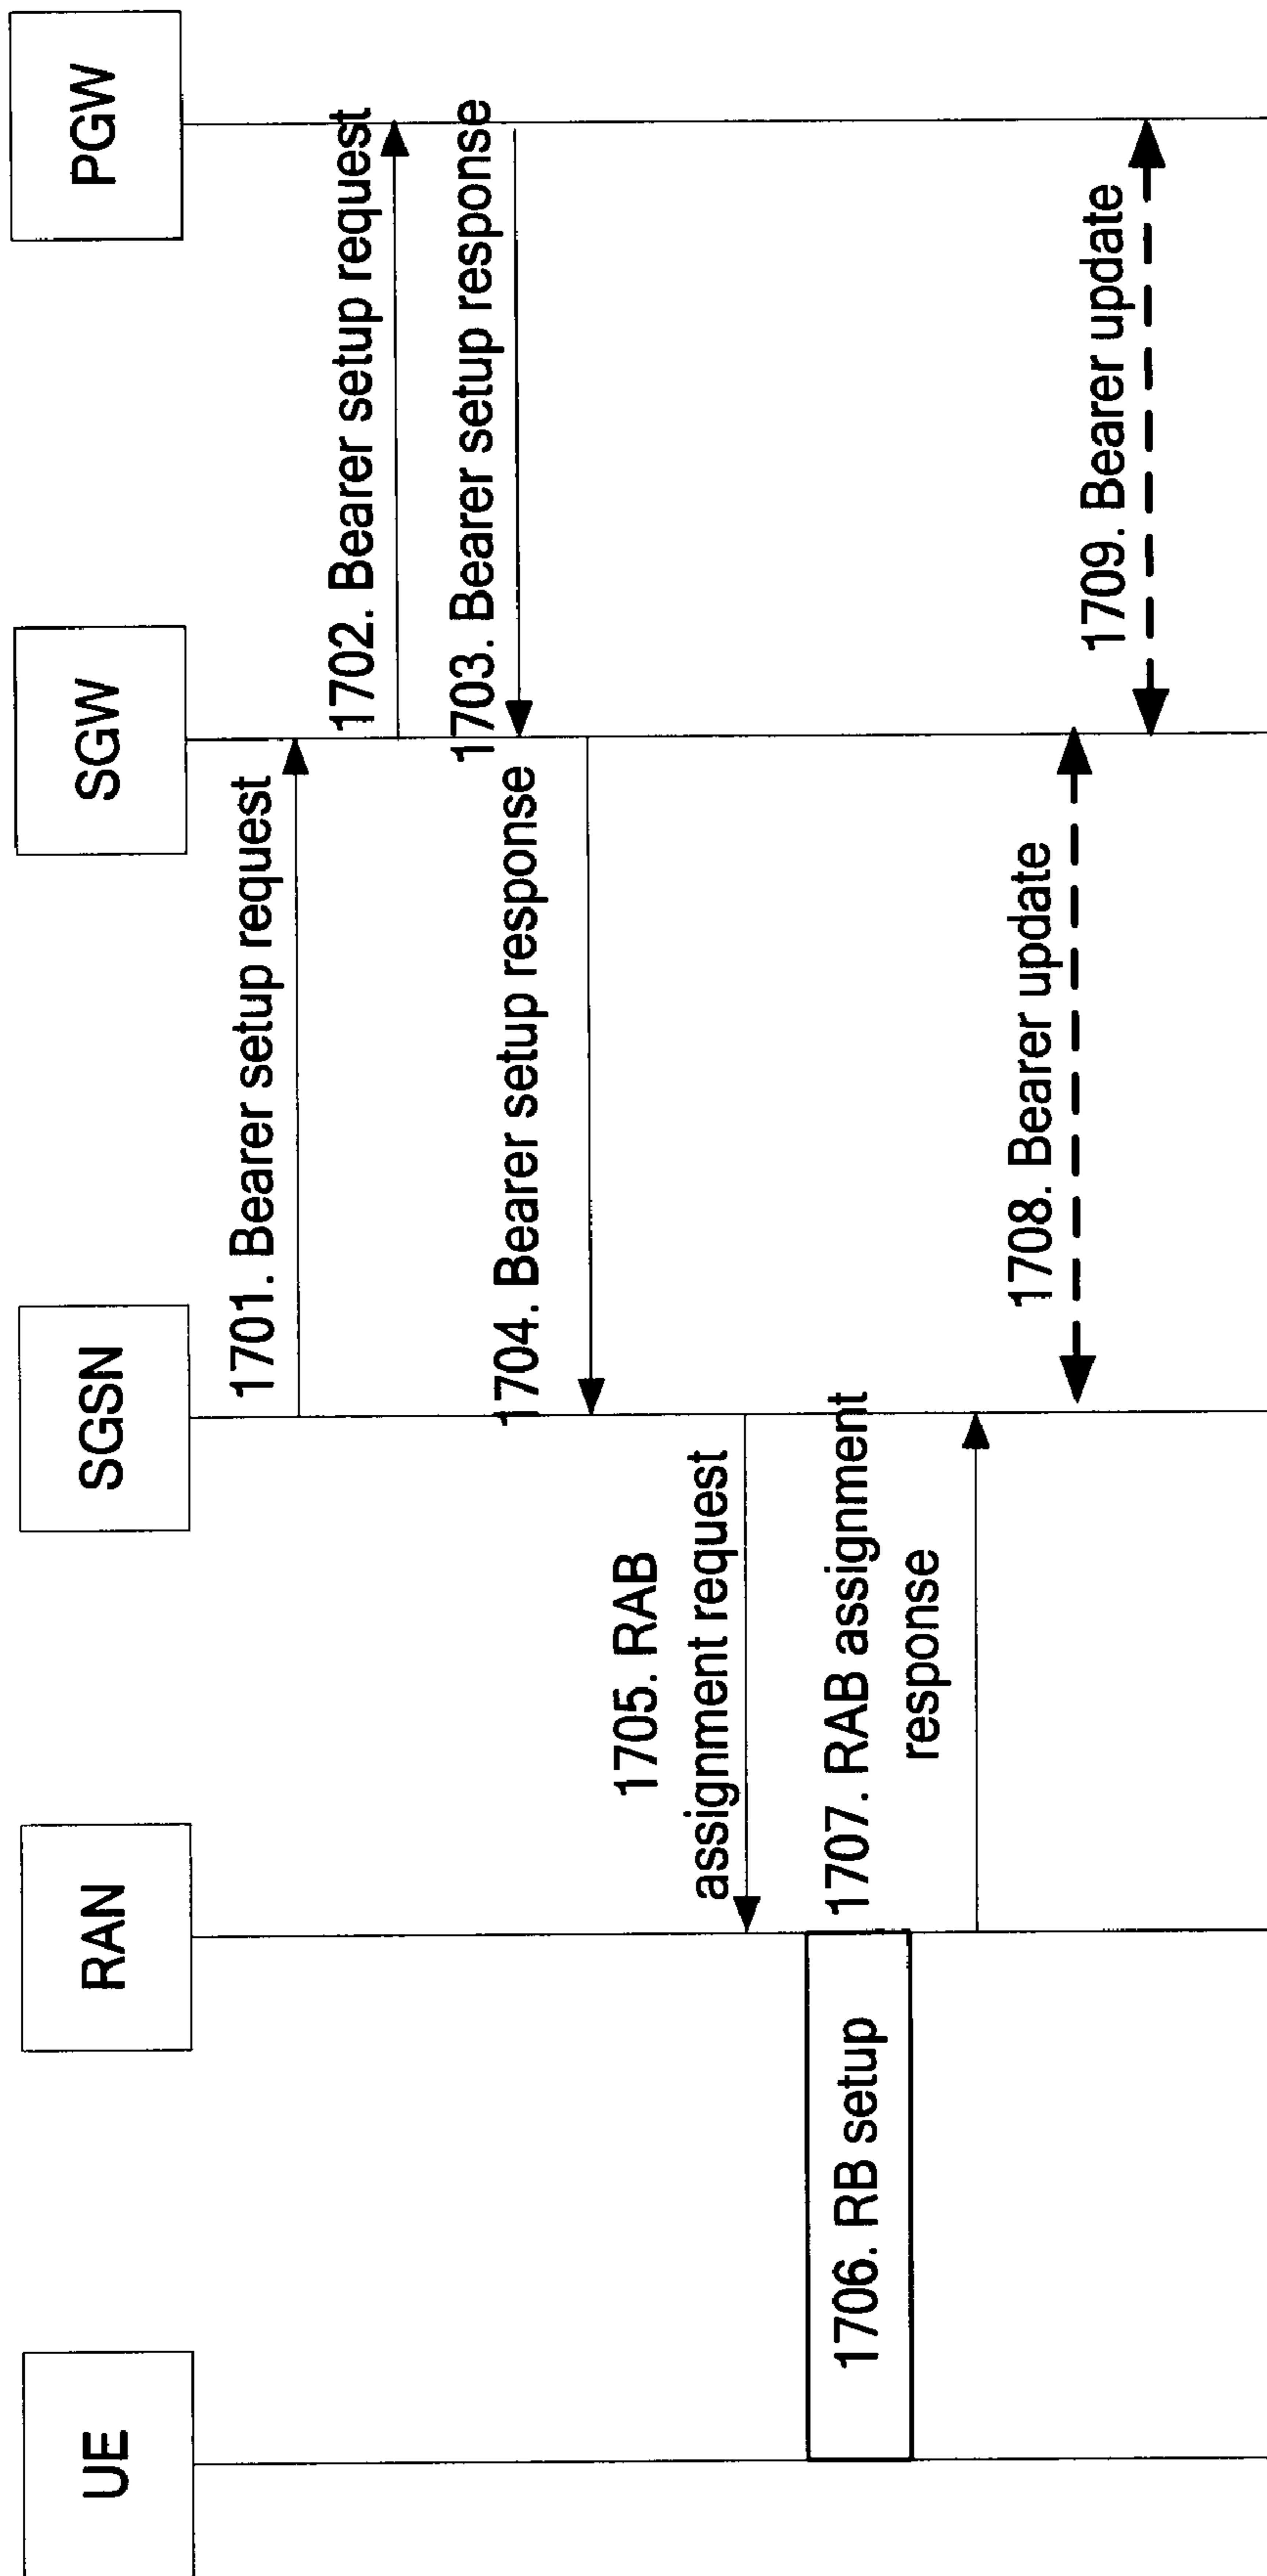 UE
RAN
SGSN
SGW
PGW
1701. Bearer setup request
1702. Bearer setup request
1703. Bearer setup response
1704. Bearer setup response
1705. RAB
assignment request
1706. RB setup
1707. RAB assignment
response
1708. Bearer update
1709. Bearer update